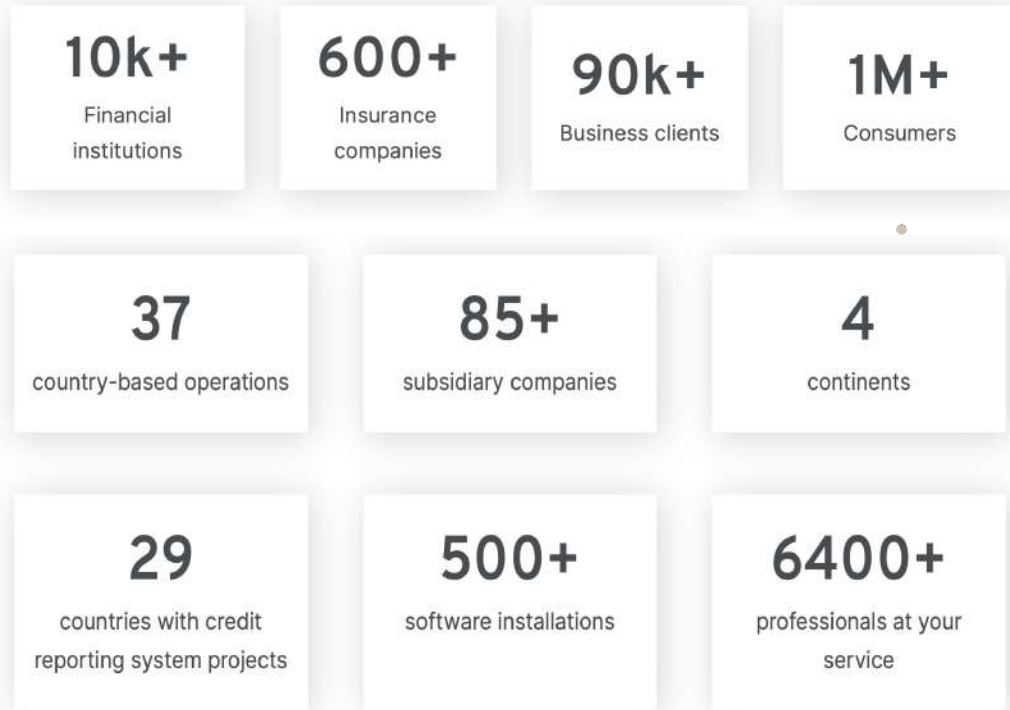 10k+
Financial
institutions
600+
Insurance
companies
90k+
Business clients
1M+
Consumers
37
country-based operations
85+
subsidiary companies
4
continents
29
countries with credit
reporting system projects
500+
software installations
6400+
professionals at your
service